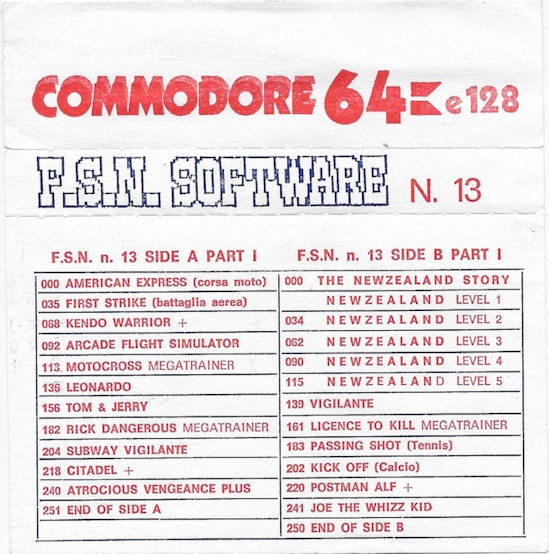 COMMODORE 64K e 128
F.S.N. SOFTWARE N. 13
F.S.N. n. 13 SIDE A PART I
000 AMERICAN EXPRESS (corsa moto)
035 FIRST STRIKE (battaglia aerea)
068 KENDO WARRIOR +
092 ARCADE FLIGHT SIMULATOR
113 MOTOCROSS MEGATRAINER
136 LEONARDO
156 TOM & JERRY
182 RICK DANGEROUS MEGATRAINER
204 SUBWAY VIGILANTE
218 CITADEL +
240 ATROCIOUS VENGEANCE PLUS
251 END OF SIDE A
F.S.N. n. 13 SIDE B PART I
000 THE NEWZEALAND STORY
NEWZEALAND LEVEL 1
034 NEWZEALAND LEVEL 2
062 NEWZEALAND LEVEL 3
090 NEWZEALAND LEVEL 4
115 NEWZEALAND LEVEL 5
139 VIGILANTE
161 LICENCE TO KILL MEGATRAINER
183 PASSING SHOT (Tennis)
202 KICK OFF (Calcio)
220 POSTMAN ALF +
241 JOE THE WHIZZ KID
250 END OF SIDE B